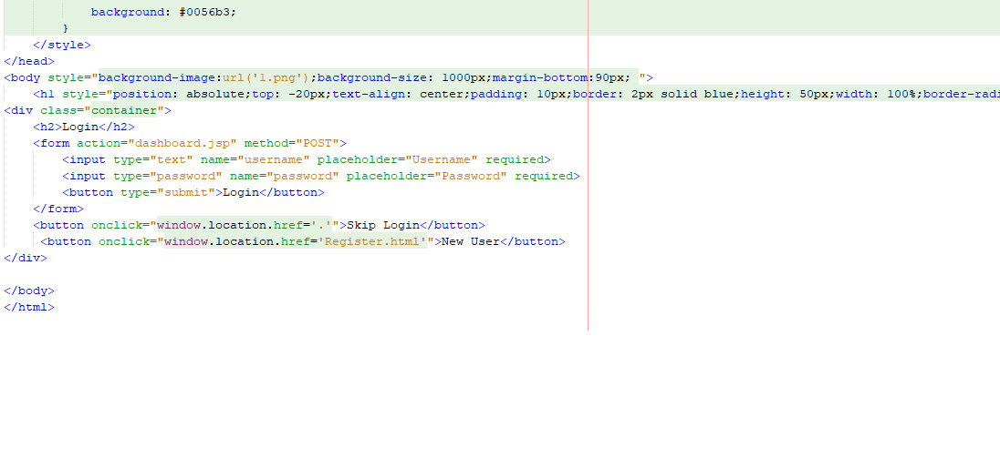 background: #0056b3;
}
</style>
</head>
<body style="background-image:url('1.png');background-size: 1000px;margin-bottom:90px; ">
<h1 style="position: absolute;top: -20px;text-align: center;padding: 10px;border: 2px solid blue;height: 50px;width: 100%;border-radi
<div class="container">
<h2>Login</h2>
<form action="dashboard.jsp" method="POST">
<input type="text" name="username" placeholder="Username" required>
<input type="password" name="password" placeholder="Password" required>
<button type="submit">Login</button>
</form>
<button onclick="window.location.href='.'">Skip Login</button>
<button onclick="window.location.href='Register.html'">New User</button>
</div>
</body>
</html>